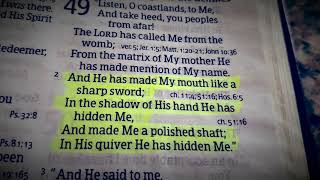 I was there.
His Spirit
edeemer,
Ps. 32:8
Ps.81:13
een
49
Listen, O coastlands, to Me,
And take heed, you peoples
from afar!
The LORD has called Me from the
womb; ver. 5; Jer. 1:5; Matt. 1:20-21; John 10:36
From the matrix of My mother He
has made mention of My name.
And He has made My mouth like a
sharp sword; ch. 11:4; 51:16; Hos. 6:5
In the shadow of His hand He has
hidden Me, ch. 51:16
And made Me a polished shaft;
In His quiver He has hidden Me."
"And He said to me,